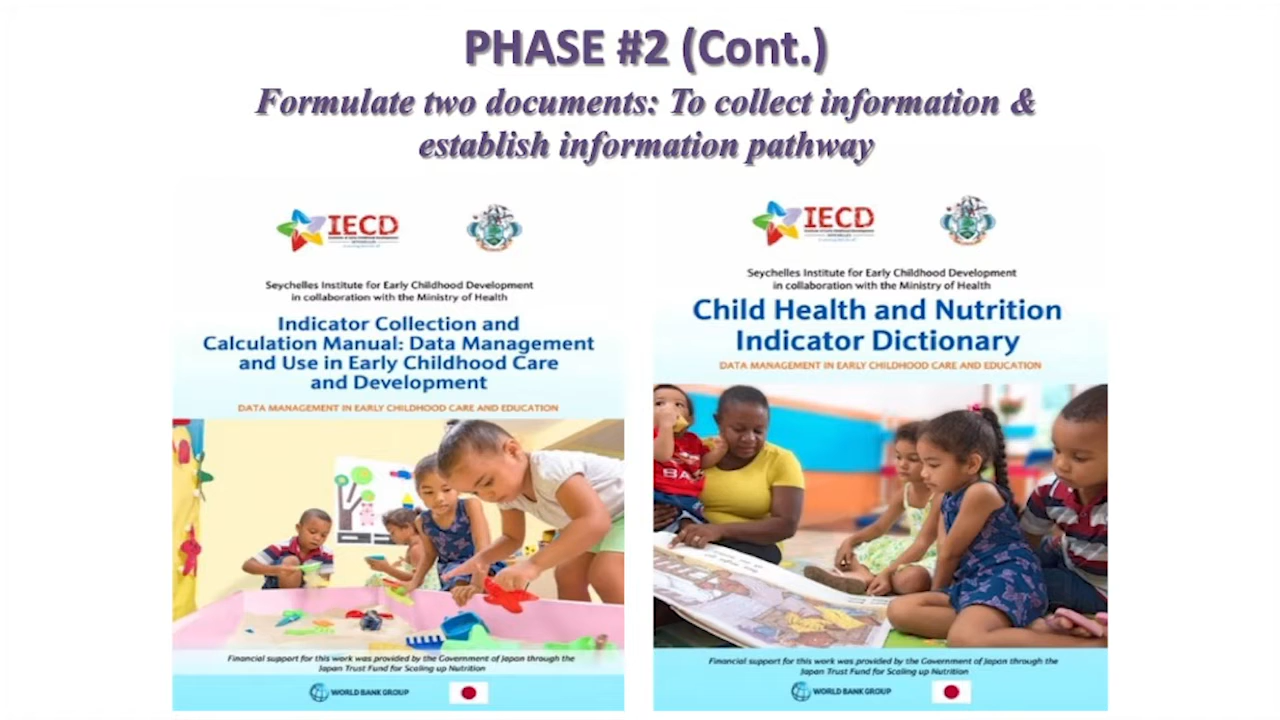 PHASE #2 (Cont.)
Formulate two documents: To collect information &
establish information pathway
IECD
Seychelles Institute for Early Childhood Development
in collaboration with the Ministry of Health
Indicator Collection and
Calculation Manual: Data Management
and Use in Early Childhood Care
and Development
DATA MANAGEMENT IN EARLY CHILDHOOD CARE AND EDUCATION
Financial support for this work was provided by the Government of Japan through the
Japan Trust Fund for Scaling up Nutrition
WORLD BANK GROUP
IECD
Seychelles Institute for Early Childhood Development
in collaboration with the Ministry of Health
Child Health and Nutrition
Indicator Dictionary
DATA MANAGEMENT IN EARLY CHILDHOOD CARE AND EDUCATION
Financial support for this work was provided by the Government of Japan through the
Japan Trust Fund for Scaling up Nutrition
WORLD BANK GROUP